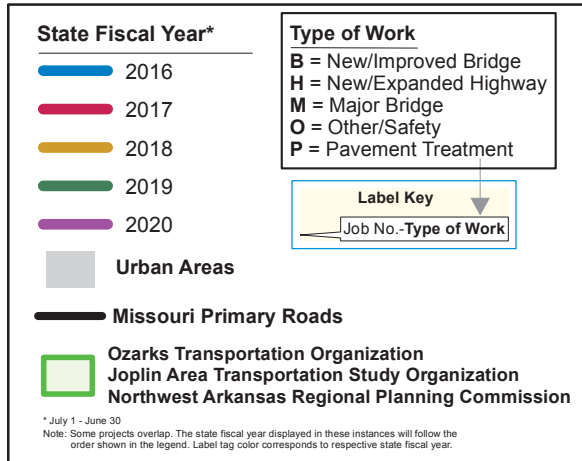 State Fiscal Year*
2016
2017
2018
2019
2020
Urban Areas
Missouri Primary Roads
Ozarks Transportation Organization
Joplin Area Transportation Study Organization
Northwest Arkansas Regional Planning Commission
Type of Work
B = New/Improved Bridge
H = New/Expanded Highway
M = Major Bridge
O = Other/Safety
P = Pavement Treatment
Label Key
Job No.-Type of Work
* July 1 - June 30
Note: Some projects overlap. The state fiscal year displayed in these instances will follow the
order shown in the legend. Label tag color corresponds to respective state fiscal year.